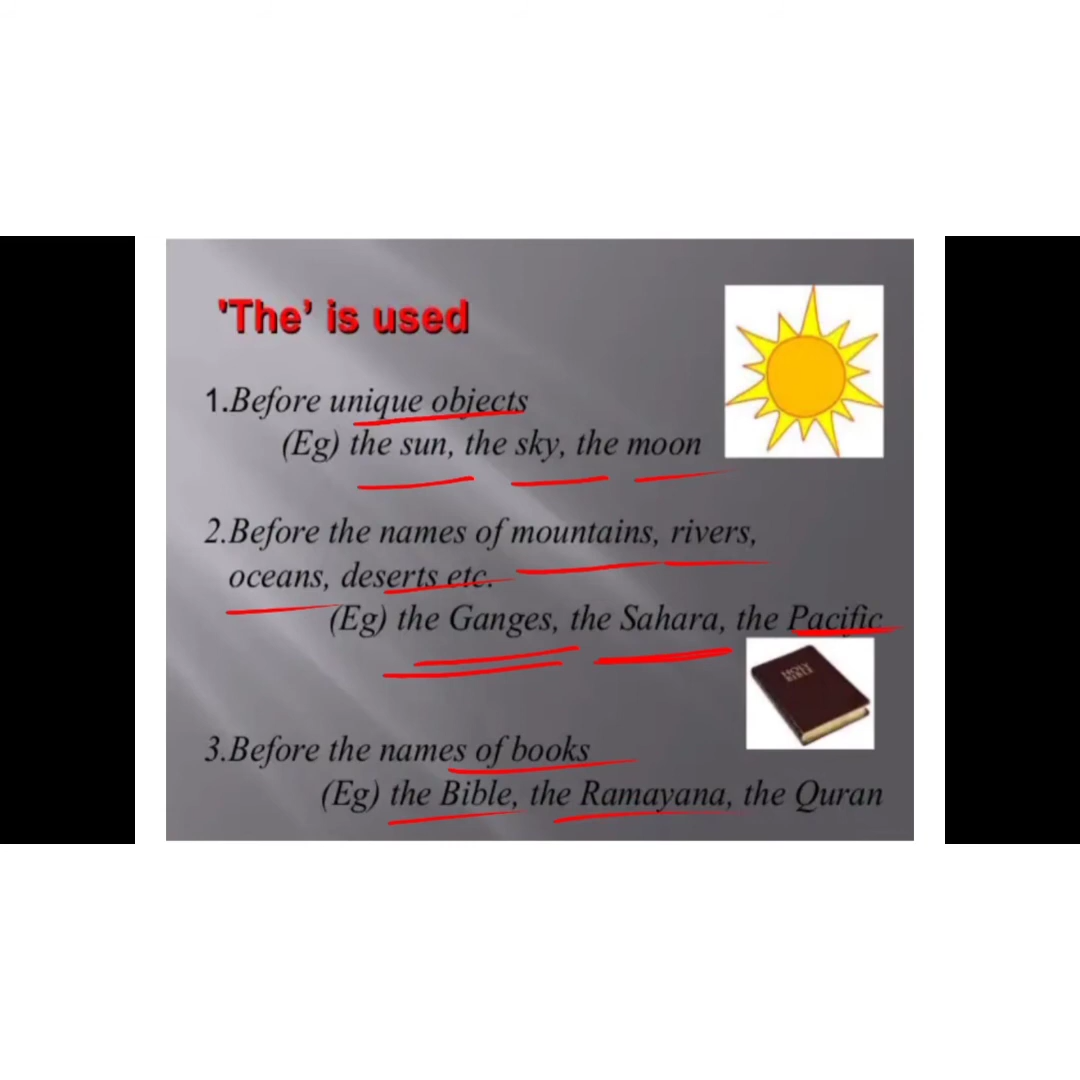 'The’ is used
1.Before unique objects
(Eg) the sun, the sky, the moon
2.Before the names of mountains, rivers,
oceans, deserts etc.
(Eg) the Ganges, the Sahara, the Pacific
HOLY
BIBLE
3.Before the names of books
(Eg) the Bible, the Ramayana, the Quran